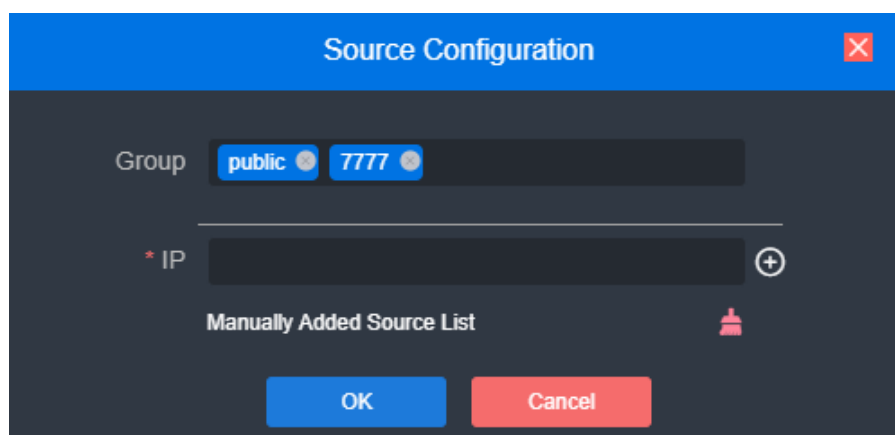 Source Configuration
Group public 7777
* IP
Manually Added Source List
OK Cancel